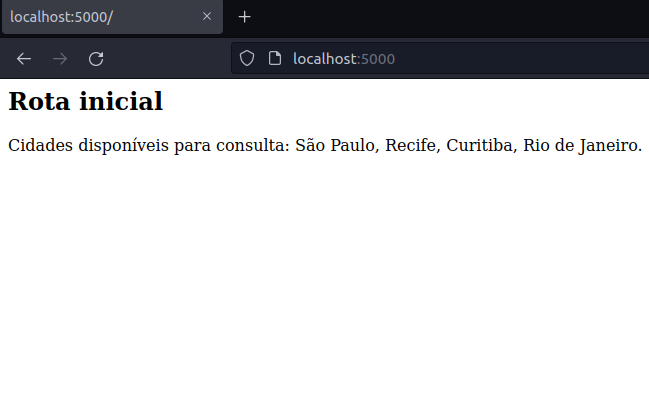 localhost:5000/
localhost:5000
Rota inicial
Cidades disponíveis para consulta: São Paulo, Recife, Curitiba, Rio de Janeiro.